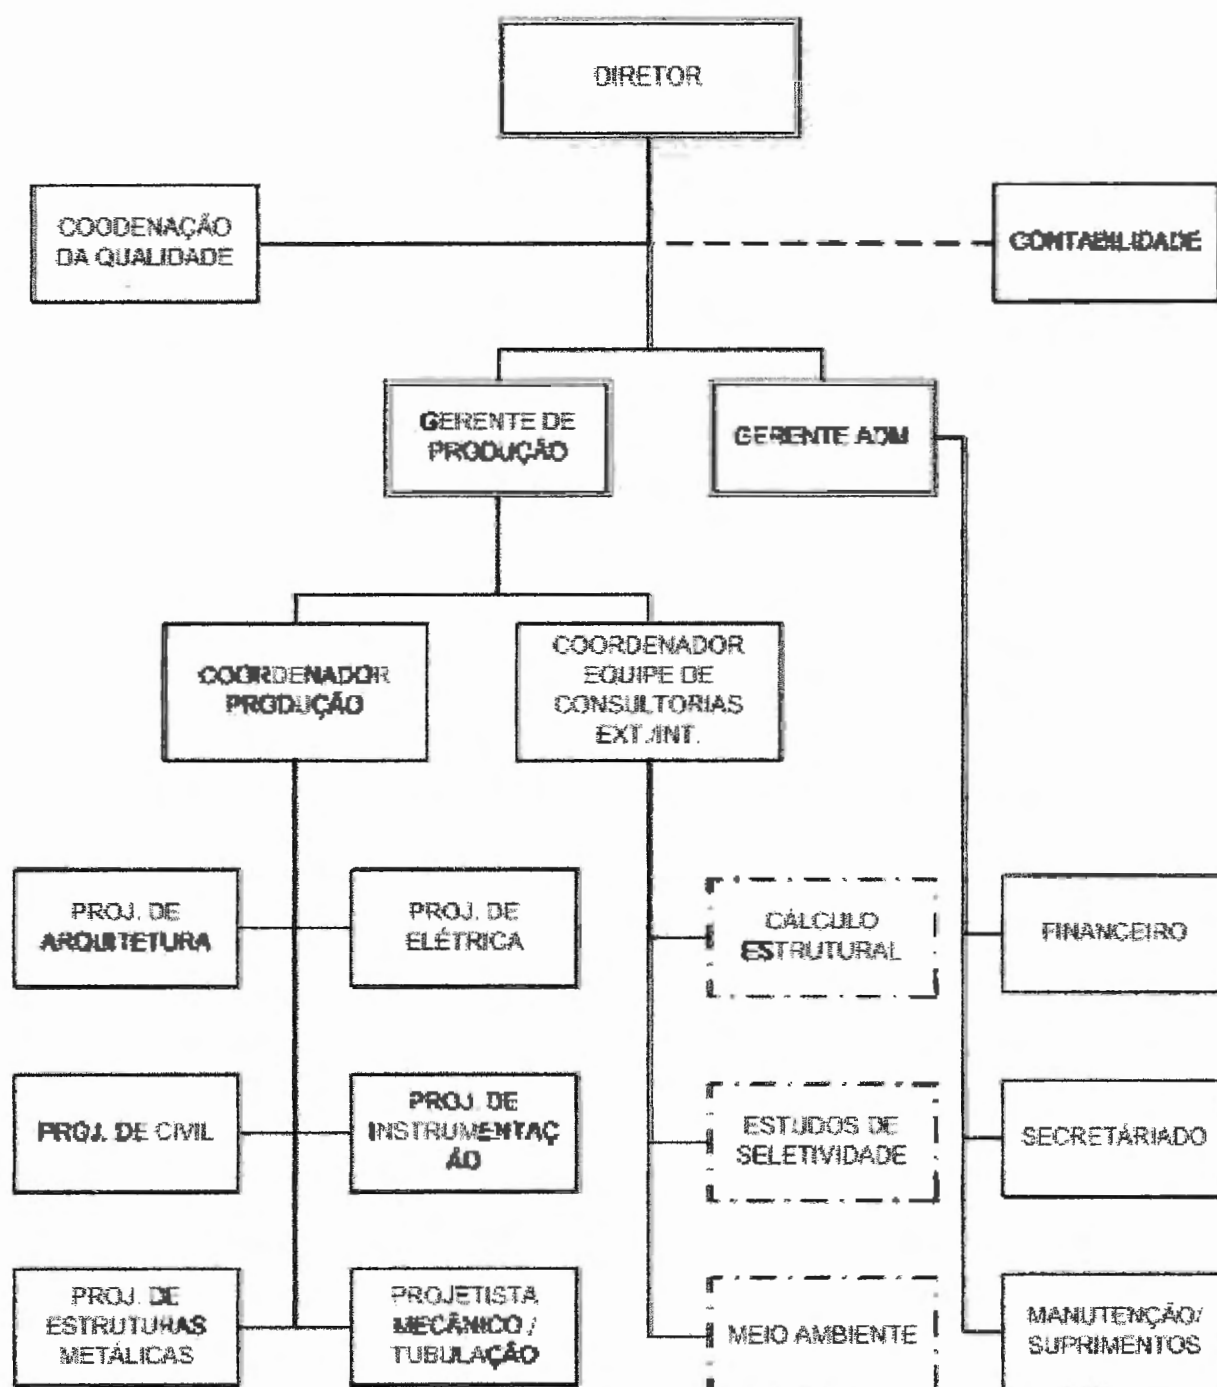 DIRETOR
COODENAÇÃO
DA QUALIDADE
CONTABILIDADE
GERENTE DE
PRODUÇÃO
GERENTE ADM
COORDENADOR
PRODUÇÃO
COORDENADOR
EQUIPE DE
CONSULTORIAS
EXT./INT.
PROJ. DE
ARQUITETURA
PROJ. DE
ELÉTRICA
CÁLCULO
ESTRUTURAL
FINANCEIRO
PROJ. DE CIVIL
PROJ. DE
INSTRUMENTAÇ
ÃO
ESTUDOS DE
SELETIVIDADE
SECRETÁRIADO
PROJ. DE
ESTRUTURAS
METÁLICAS
PROJETISTA
MECÂNICO /
TUBULAÇÃO
MEIO AMBIENTE
MANUTENÇÃO/
SUPRIMENTOS